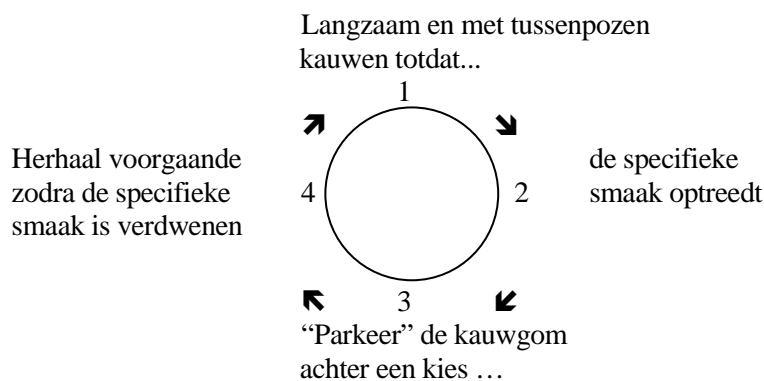 Langzaam en met tussenpozen
kauwen totdat...
1
de specifieke
smaak optreedt
2
3
“Parkeer” de kauwgom
achter een kies …
4
Herhaal voorgaande
zodra de specifieke
smaak is verdwenen